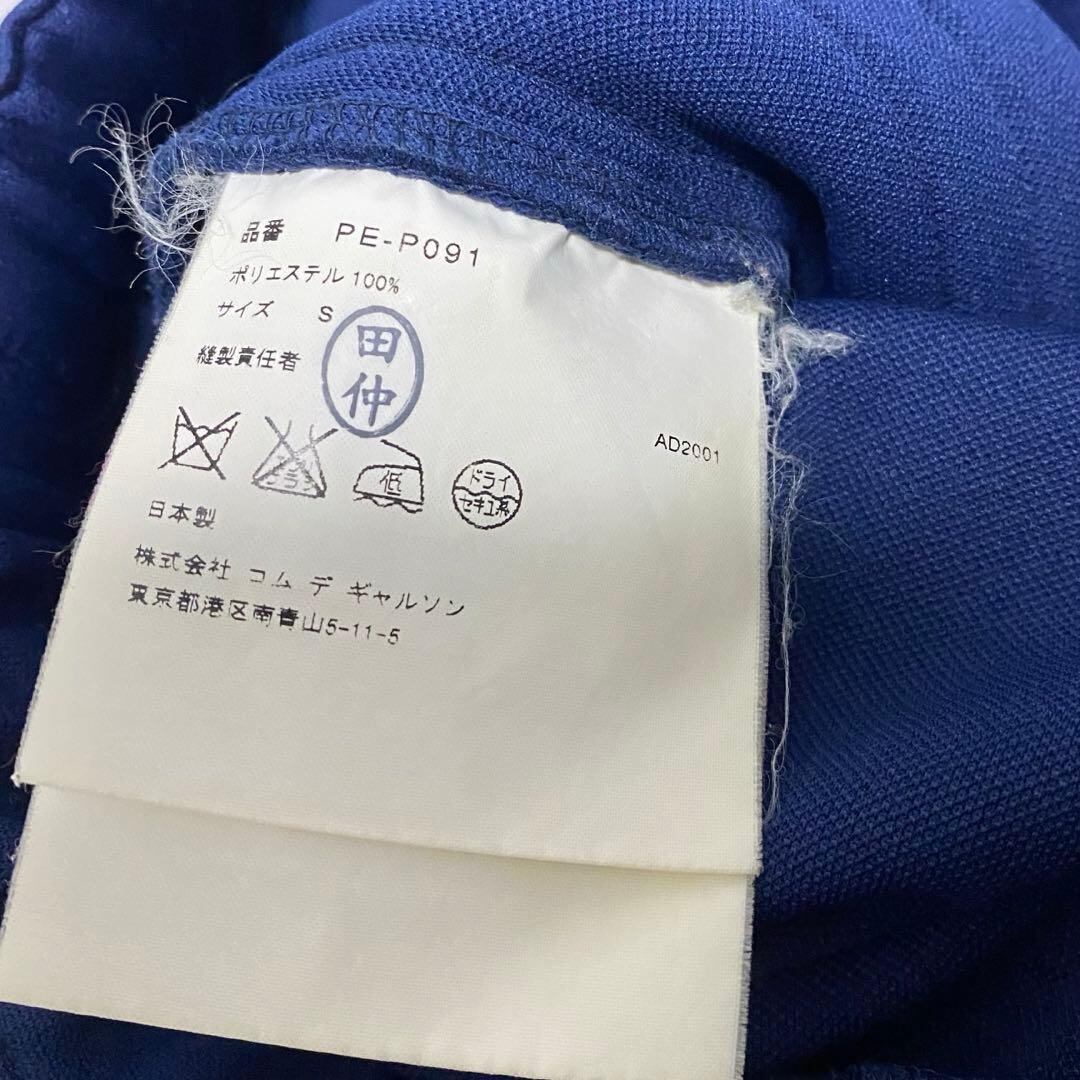 品番 PE-P091
ポリエステル 100%
サイズ S
縫製責任者 田仲
低
ドライ
セキユ系
AD2001
日本製
株式会社 コム デ ギャルソン
東京都港区南青山5-11-5